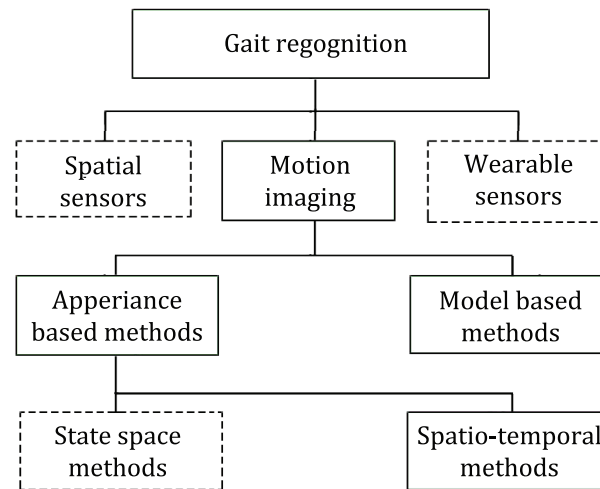 Gait regognition
Spatial
sensors
Motion
imaging
Wearable
sensors
Apperiance
based methods
Model based
methods
State space
methods
Spatio-temporal
methods